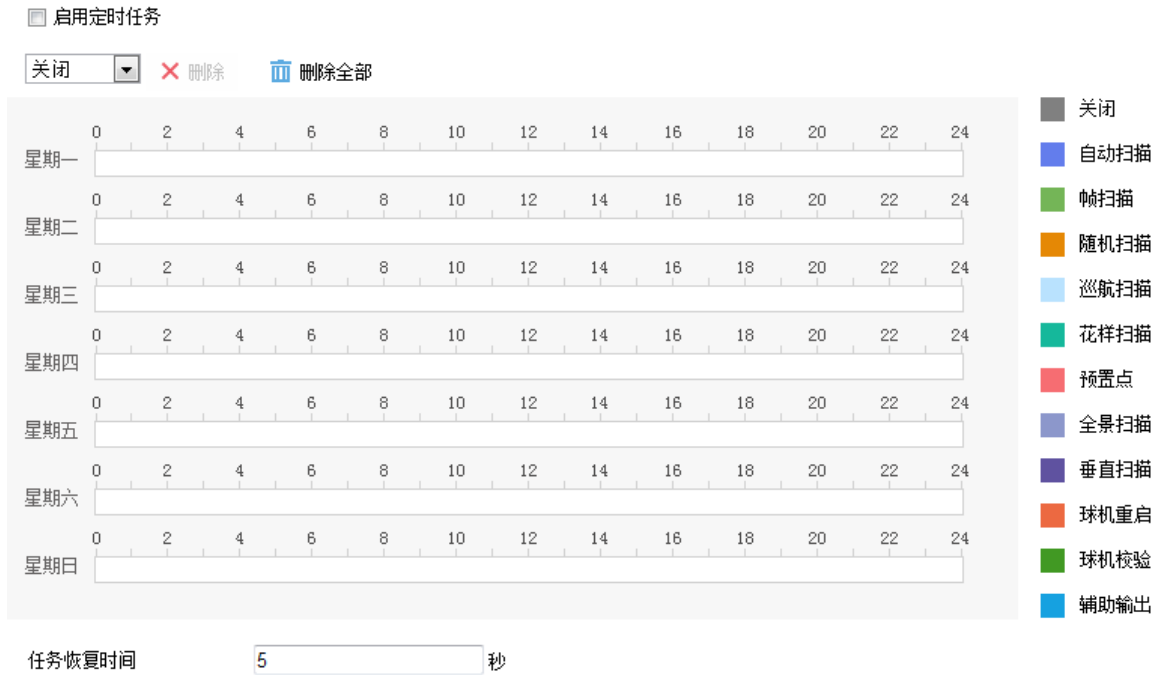 启用定时任务
关闭 删除 删除全部
0 2 4 6 8 10 12 14 16 18 20 22 24
星期一
0 2 4 6 8 10 12 14 16 18 20 22 24
星期二
0 2 4 6 8 10 12 14 16 18 20 22 24
星期三
0 2 4 6 8 10 12 14 16 18 20 22 24
星期四
0 2 4 6 8 10 12 14 16 18 20 22 24
星期五
0 2 4 6 8 10 12 14 16 18 20 22 24
星期六
0 2 4 6 8 10 12 14 16 18 20 22 24
星期日
关闭
自动扫描
帧扫描
随机扫描
巡航扫描
花样扫描
预置点
全景扫描
垂直扫描
球机重启
球机校验
辅助输出
任务恢复时间 5 秒